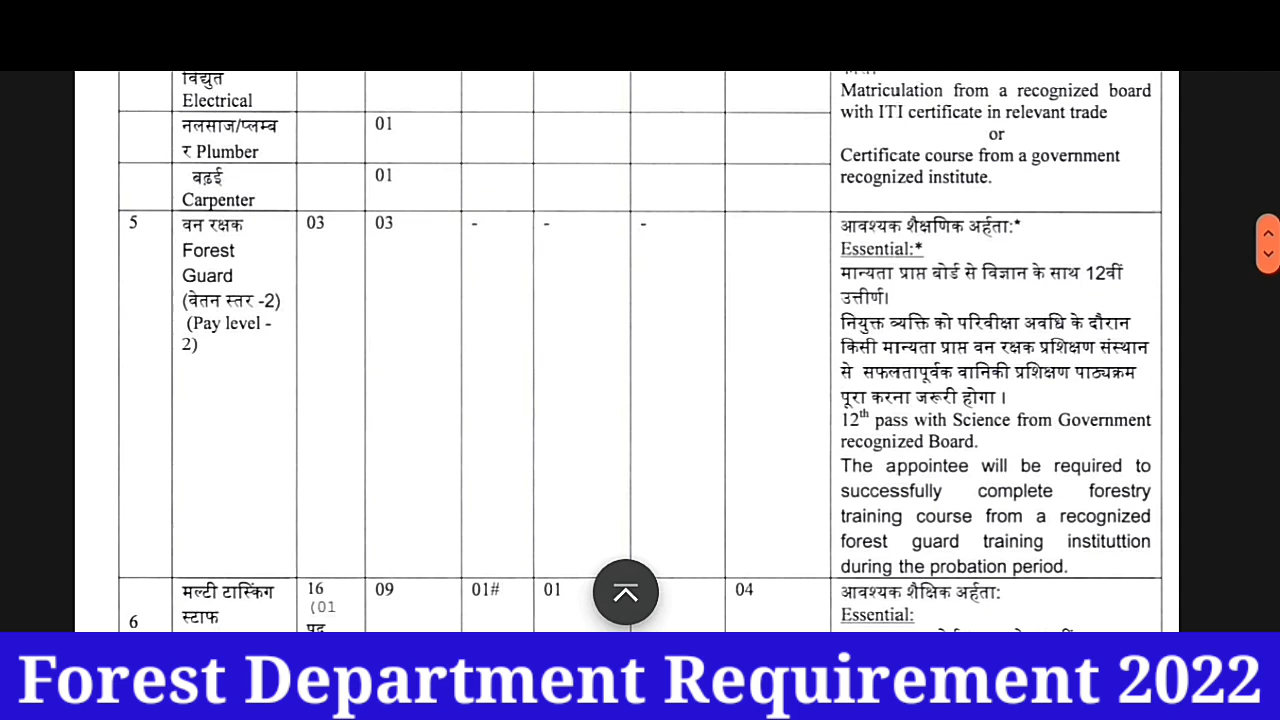 विद्युत
Electrical
Matriculation from a recognized board
with ITI certificate in relevant trade
or
Certificate course from a government
recognized institute.
नलसाज/प्लम्ब
र Plumber
01
बढ़ई
Carpenter
01
5
वन रक्षक
Forest
Guard
(वेतन स्तर -2)
(Pay level -
2)
03
03
-
-
-
आवश्यक शैक्षणिक अर्हता:*
Essential:*
मान्यता प्राप्त बोर्ड से विज्ञान के साथ 12वीं
उत्तीर्ण।
नियुक्त व्यक्ति को परिवीक्षा अवधि के दौरान
किसी मान्यता प्राप्त वन रक्षक प्रशिक्षण संस्थान
से सफलतापूर्वक वानिकी प्रशिक्षण पाठ्यक्रम
पूरा करना जरूरी होगा ।
12th pass with Science from Government
recognized Board.
The appointee will be required to
successfully complete forestry
training course from a recognized
forest guard training instituttion
during the probation period.
6
मल्टी टास्किंग
स्टाफ
16
(01
पद
09
01#
01
04
आवश्यक शैक्षिक अर्हता:
Essential:
Forest Department Requirement 2022